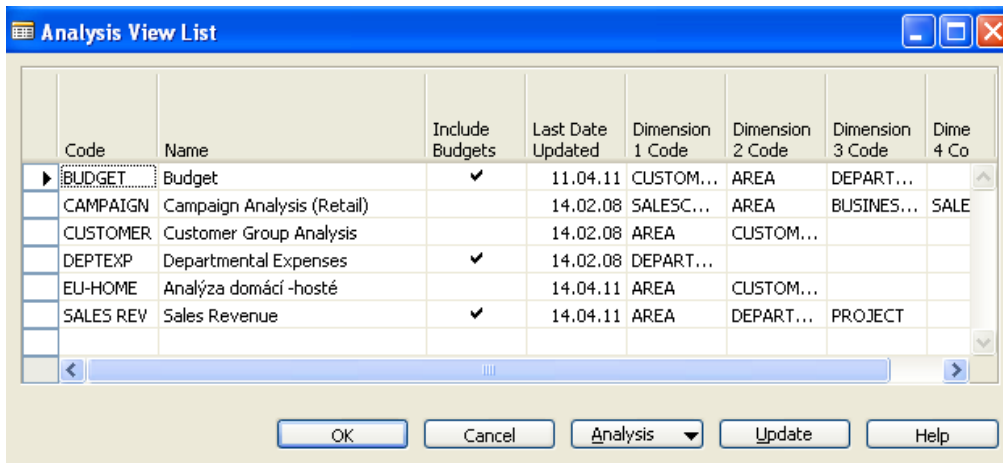 Analysis View List
Code Name Include Budgets Last Date Updated Dimension 1 Code Dimension 2 Code Dimension 3 Code Dime 4 Co
BUDGET Budget ✔ 11.04.11 CUSTOM... AREA DEPART...
CAMPAIGN Campaign Analysis (Retail) 14.02.08 SALESC... AREA BUSINES... SALE
CUSTOMER Customer Group Analysis 14.02.08 AREA CUSTOM...
DEPTEXP Departmental Expenses ✔ 14.02.08 DEPART...
EU-HOME Analýza domácí -hosté 14.04.11 AREA CUSTOM...
SALES REV Sales Revenue ✔ 14.04.11 AREA DEPART... PROJECT
OK Cancel Analysis Update Help